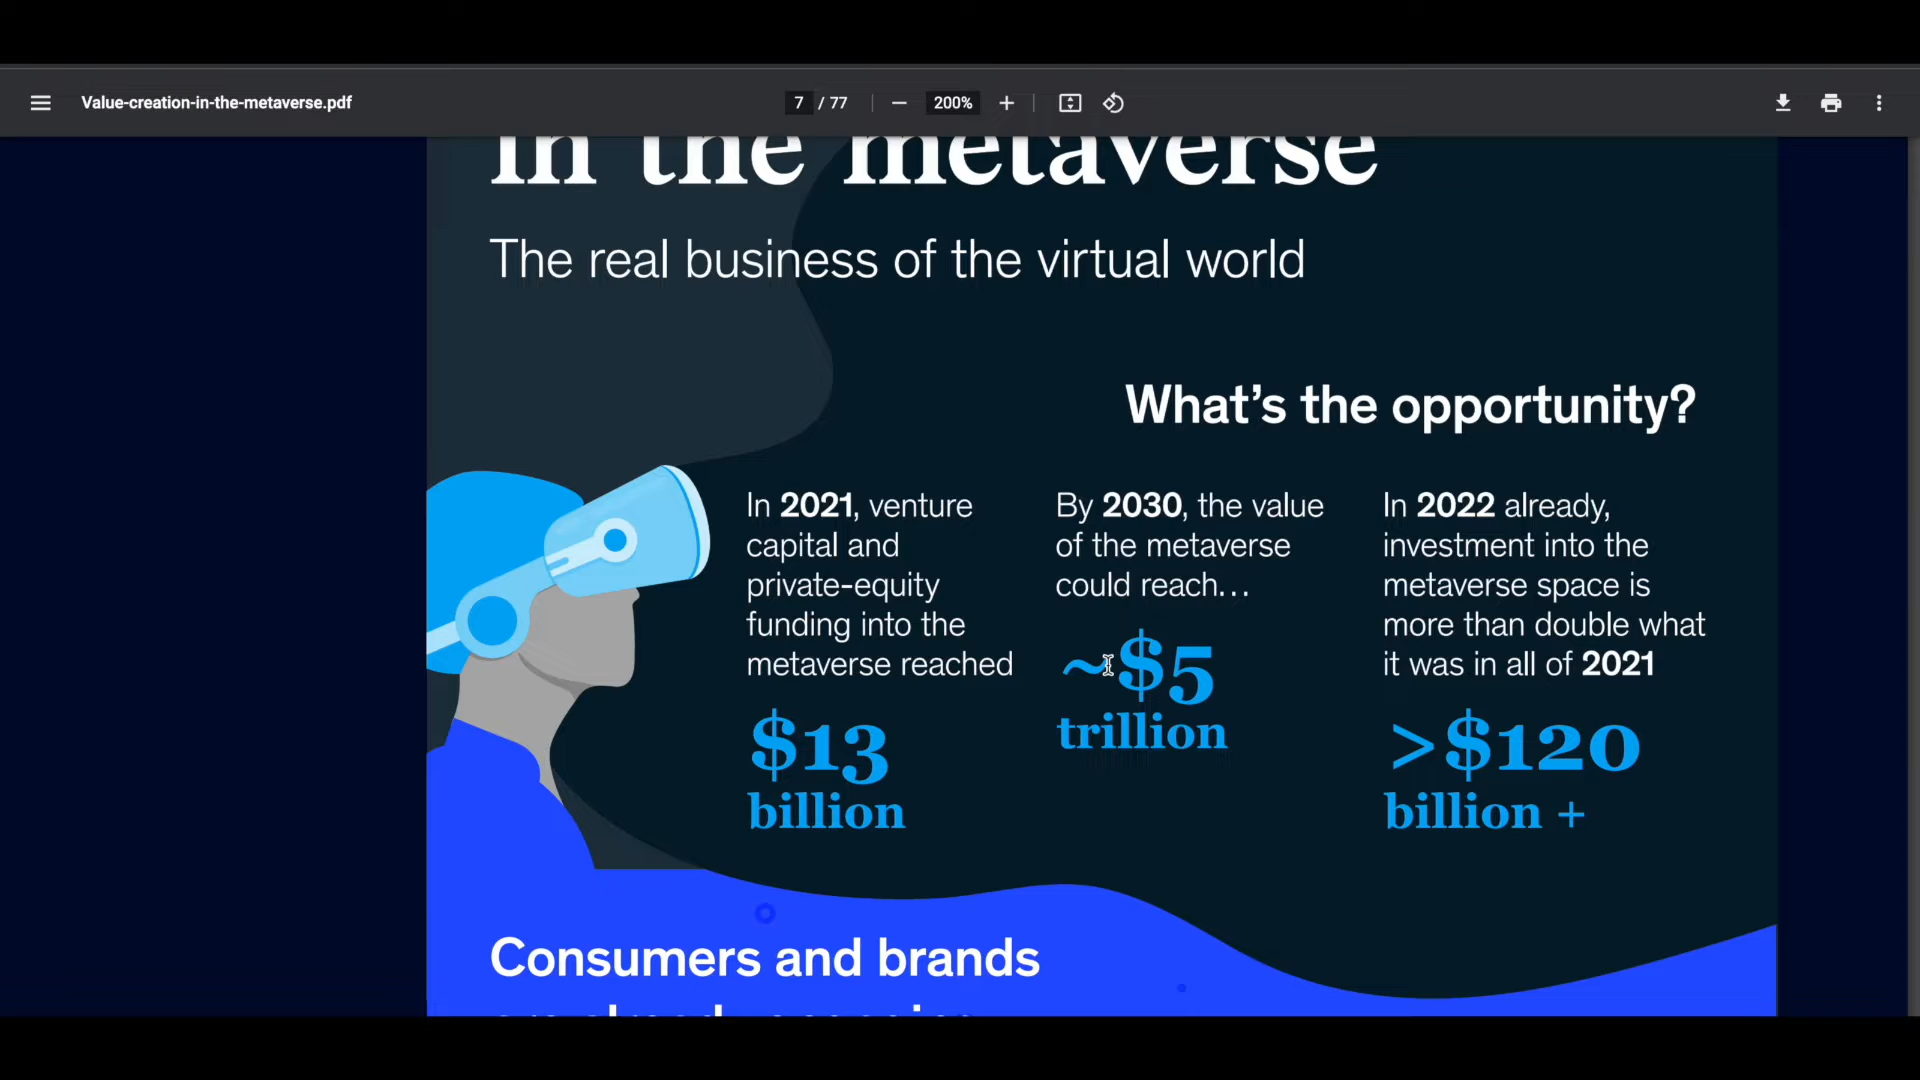 Value-creation-in-the-metaverse.pdf
7 / 77
200%
in the metaverse
The real business of the virtual world
What's the opportunity?
In 2021, venture
capital and
private-equity
funding into the
metaverse reached
$13
billion
By 2030, the value
of the metaverse
could reach...
~$5
trillion
In 2022 already,
investment into the
metaverse space is
more than double what
it was in all of 2021
>$120
billion +
Consumers and brands